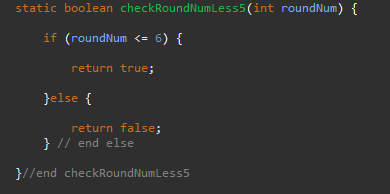 static boolean checkRoundNumLess5(int roundNum) {
if (roundNum <= 6) {
return true;
}else {
return false;
} // end else
}//end checkRoundNumLess5